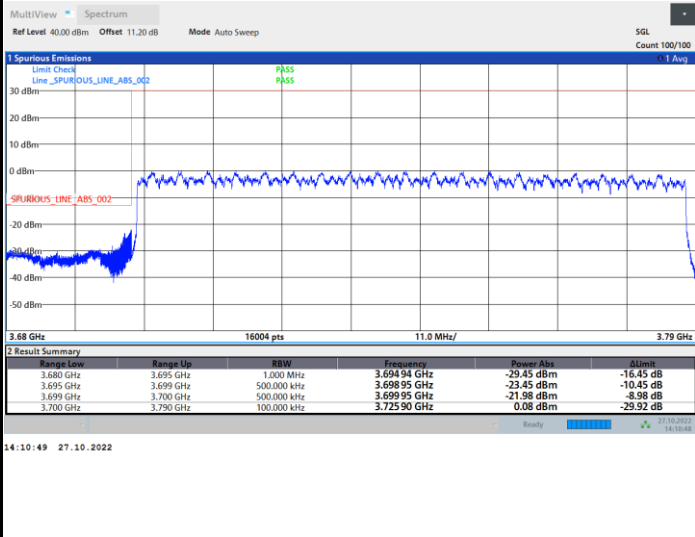 MultiView Spectrum
Ref Level 40.00 dBm Offset 11.20 dB Mode Auto Sweep SGL
Count 100/100
1 Spurious Emissions 1 Avg
Limit Check PASS
Line _SPURIOUS_LINE_ABS_002 PASS
30 dBm
20 dBm
10 dBm
0 dBm
_SPURIOUS_LINE_ABS_002
-20 dBm
-30 dBm
-40 dBm
-50 dBm
3.68 GHz 16004 pts 11.0 MHz/ 3.79 GHz
2 Result Summary
Range Low Range Up RBW Frequency Power Abs ΔLimit
3.680 GHz 3.695 GHz 1.000 MHz 3.694 94 GHz -29.45 dBm -16.45 dB
3.695 GHz 3.699 GHz 500.000 kHz 3.698 95 GHz -23.45 dBm -10.45 dB
3.699 GHz 3.700 GHz 500.000 kHz 3.699 95 GHz -21.98 dBm -8.98 dB
3.700 GHz 3.790 GHz 100.000 kHz 3.725 90 GHz 0.08 dBm -29.92 dB
Ready 27.10.2022
14:10:48
14:10:49 27.10.2022